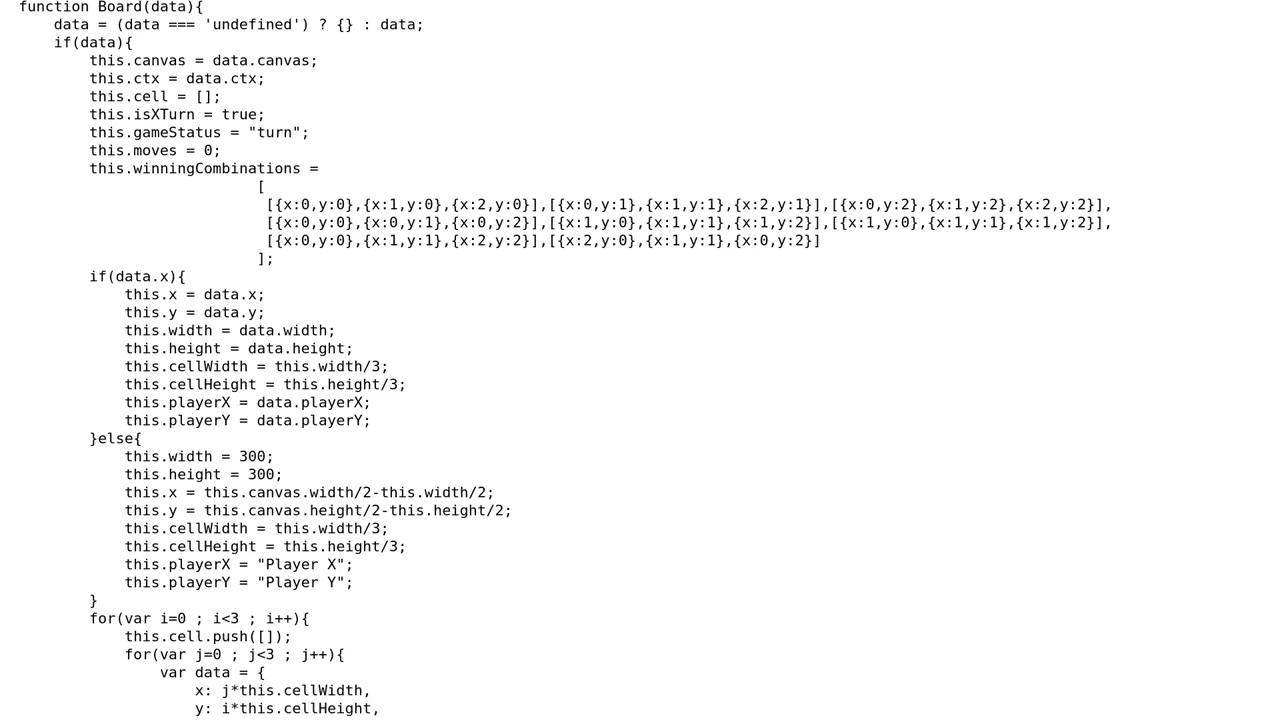 function Board(data){
    data = (data === 'undefined') ? {} : data;
    if(data){
        this.canvas = data.canvas;
        this.ctx = data.ctx;
        this.cell = [];
        this.isXTurn = true;
        this.gameStatus = "turn";
        this.moves = 0;
        this.winningCombinations =
                           [
                            [{x:0,y:0},{x:1,y:0},{x:2,y:0}],[{x:0,y:1},{x:1,y:1},{x:2,y:1}],[{x:0,y:2},{x:1,y:2},{x:2,y:2}],
                            [{x:0,y:0},{x:0,y:1},{x:0,y:2}],[{x:1,y:0},{x:1,y:1},{x:1,y:2}],[{x:1,y:0},{x:1,y:1},{x:1,y:2}],
                            [{x:0,y:0},{x:1,y:1},{x:2,y:2}],[{x:2,y:0},{x:1,y:1},{x:0,y:2}]
                           ];
        if(data.x){
            this.x = data.x;
            this.y = data.y;
            this.width = data.width;
            this.height = data.height;
            this.cellWidth = this.width/3;
            this.cellHeight = this.height/3;
            this.playerX = data.playerX;
            this.playerY = data.playerY;
        }else{
            this.width = 300;
            this.height = 300;
            this.x = this.canvas.width/2-this.width/2;
            this.y = this.canvas.height/2-this.height/2;
            this.cellWidth = this.width/3;
            this.cellHeight = this.height/3;
            this.playerX = "Player X";
            this.playerY = "Player Y";
        }
        for(var i=0 ; i<3 ; i++){
            this.cell.push([]);
            for(var j=0 ; j<3 ; j++){
                var data = {
                    x: j*this.cellWidth,
                    y: i*this.cellHeight,